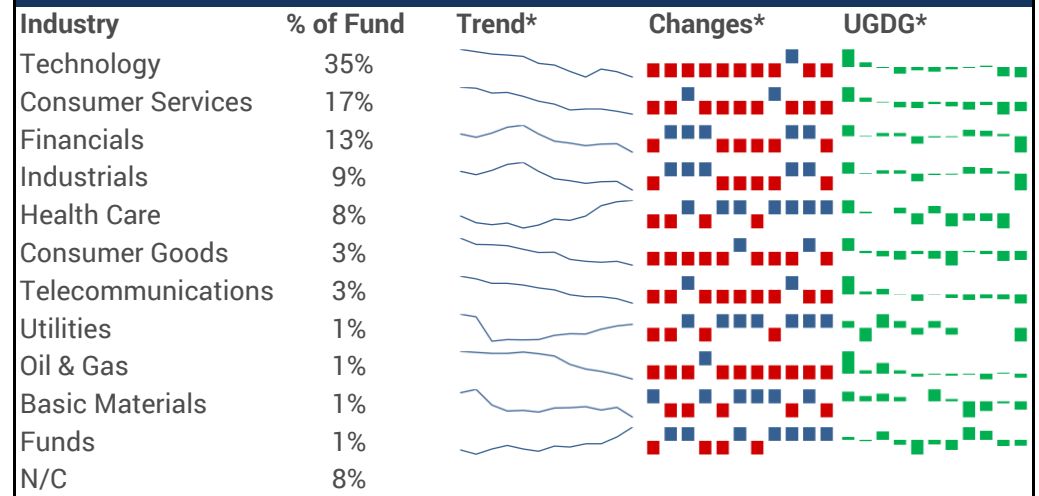 Industry % of Fund Trend* Changes* UGDG*
Technology 35%
Consumer Services 17%
Financials 13%
Industrials 9%
Health Care 8%
Consumer Goods 3%
Telecommunications 3%
Utilities 1%
Oil & Gas 1%
Basic Materials 1%
Funds 1%
N/C 8%